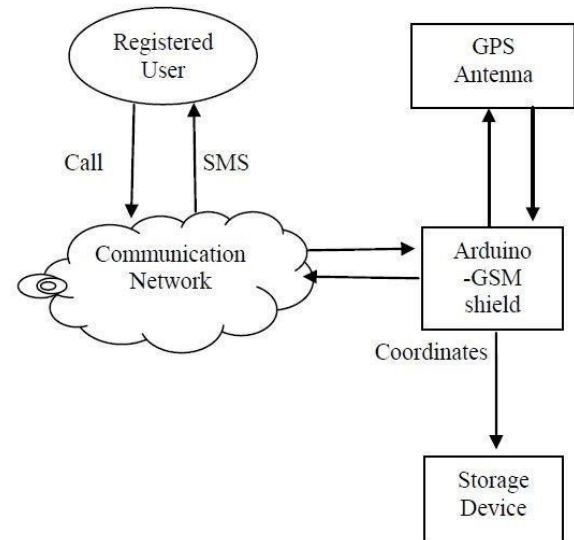 Registered
User
GPS
Antenna
Call
SMS
Communication
Network
Arduino
-GSM
shield
Coordinates
Storage
Device